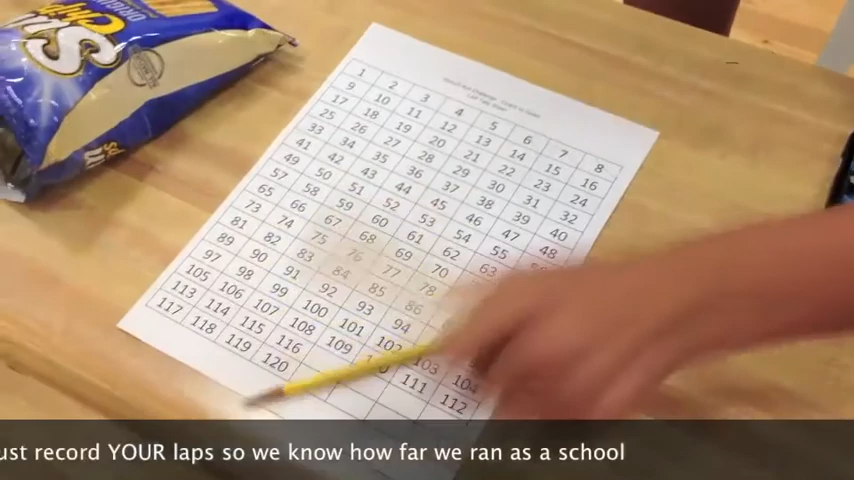 Chips
ORIGI
1 2 3 4 5 6 7 8
9 10 11 12 13 14 15 16
17 18 19 20 21 22 23 24
25 26 27 28 29 30 31 32
33 34 35 36 37 38 39 40
41 42 43 44 45 46 47 48
49 50 51 52 53 54 55
57 58 59 60 61 62 63
65 66 67 68 69 70
73 74 75 76 77 78
81 82 83 84 85 86
89 90 91 92 93 94
97 98 99 100 101 102 103 104
105 106 107 108 109 111 112
113 114 115 116
117 118 119 120
ust record YOUR laps so we know how far we ran as a school